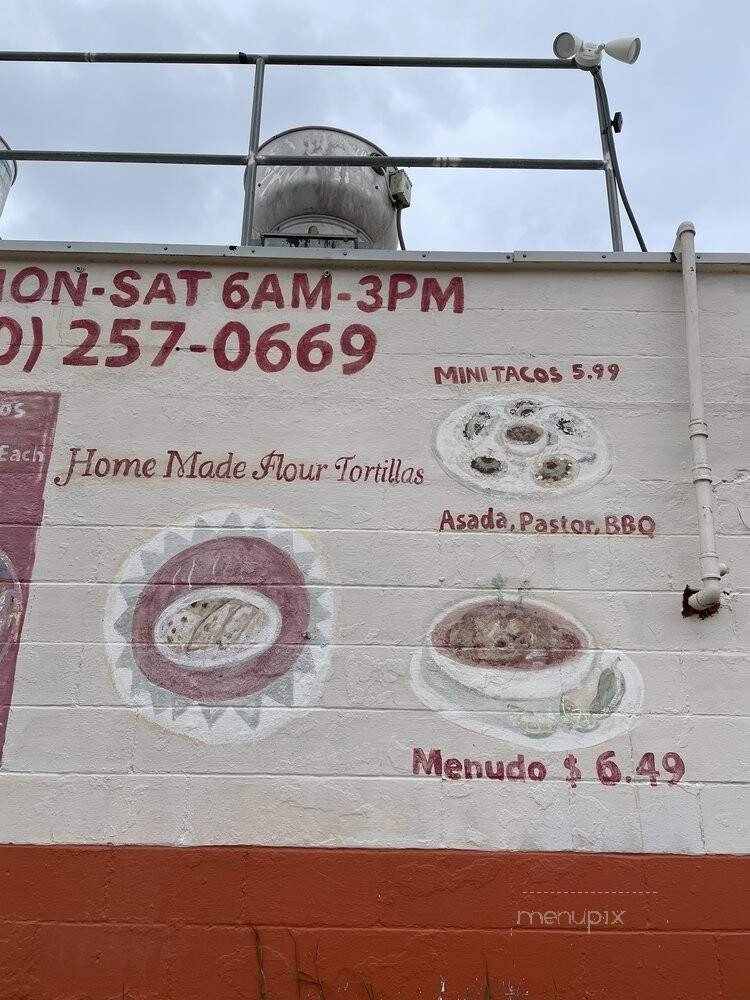 MON-SAT 6AM-3PM
0) 257-0669
MINI TACOS 5.99
os
Each
Home Made Flour Tortillas
Asada, Pastor, BBQ
Menudo $ 6.49
menupix